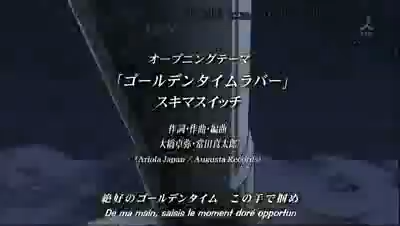 オープニングテーマ
「ゴールデンタイムラバー」
スキマスイッチ
作詞・作曲・編曲
大橋卓弥・常田真太郎
(Ariola Japan / Augusta Records)
絶好のゴールデンタイム この手で掴め
De ma main, saisis le moment doré opportun